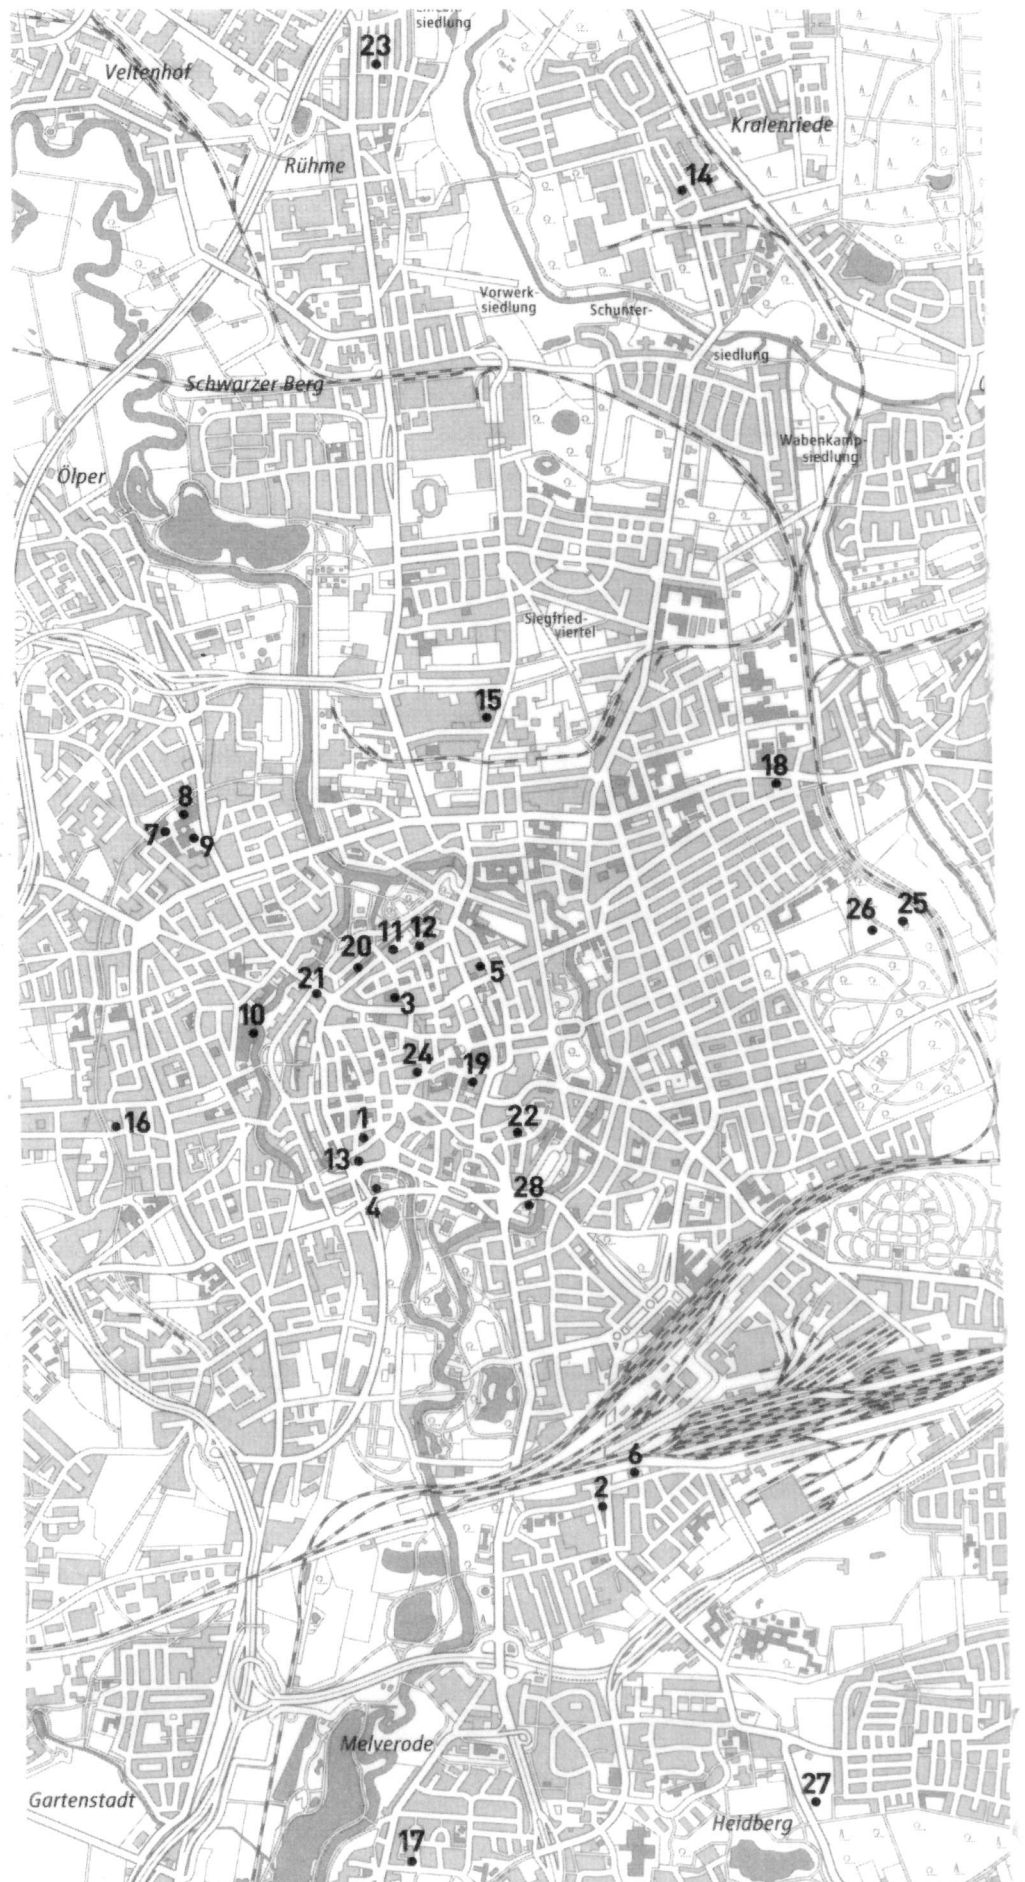 siedlung
23
Veltenhof
Kralenriede
Rühme
14
Vorwerk-
siedlung
Schunter-
siedlung
Schwarzer Berg
Wabenkamp-
siedlung
Ölper
Siegfried-
viertel
15
18
8
7
9
26
25
11
12
20
5
21
3
10
24
19
16
1
22
13
28
4
6
2
Melverode
27
Gartenstadt
Heidberg
17